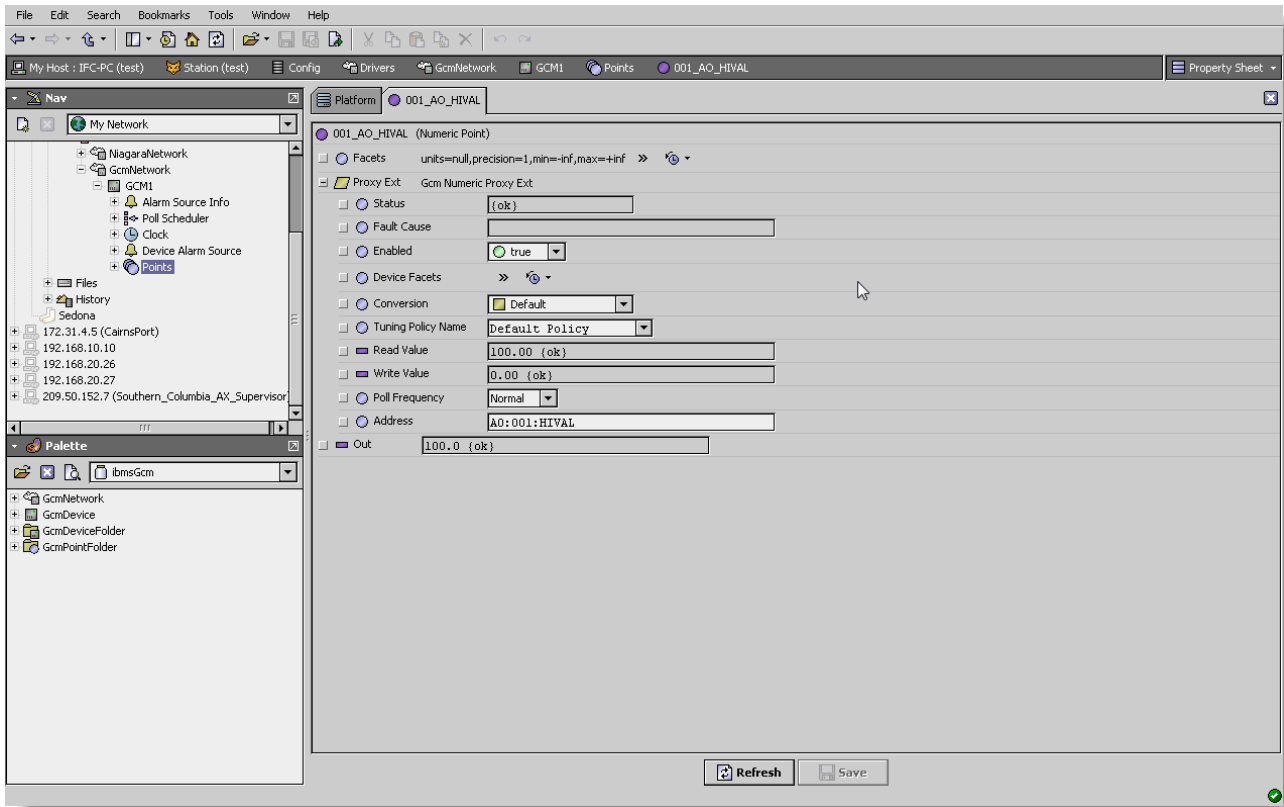 File Edit Search Bookmarks Tools Window Help
My Host : IFC-PC (test) Station (test) Config Drivers GcmNetwork GCM1 Points 001_AO_HIVAL Property Sheet
Nav
My Network
NiagaraNetwork
GcmNetwork
GCM1
Alarm Source Info
Poll Scheduler
Clock
Device Alarm Source
Points
Files
History
Sedona
172.31.4.5 (CairnsPort)
192.168.10.10
192.168.20.26
192.168.20.27
209.50.152.7 (Southern_Columbia_AX_Supervisor
Palette
ibmsGcm
GcmNetwork
GcmDevice
GcmDeviceFolder
GcmPointFolder
Platform 001_AO_HIVAL
001_AO_HIVAL (Numeric Point)
Facets units=null,precision=1,min=-inf,max=+inf »
Proxy Ext Gcm Numeric Proxy Ext
Status {ok}
Fault Cause
Enabled true
Device Facets »
Conversion Default
Tuning Policy Name Default Policy
Read Value 100.00 {ok}
Write Value 0.00 {ok}
Poll Frequency Normal
Address AO:001:HIVAL
Out 100.0 {ok}
Refresh Save